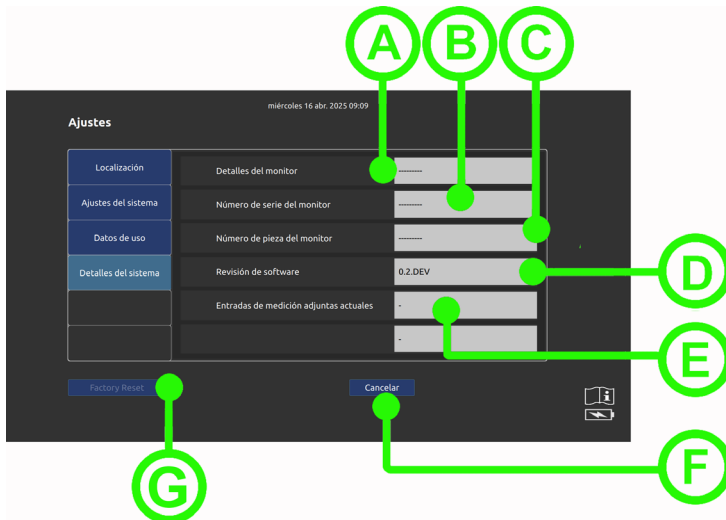 A B C
miércoles 16 abr. 2025 09:09
Ajustes
Localización
Detalles del monitor
---------
Ajustes del sistema
Número de serie del monitor
---------
Datos de uso
Número de pieza del monitor
---------
D
Detalles del sistema
Revisión de software
0.2.DEV
Entradas de medición adjuntas actuales
-
E
-
Factory Reset
Cancelar
F
G